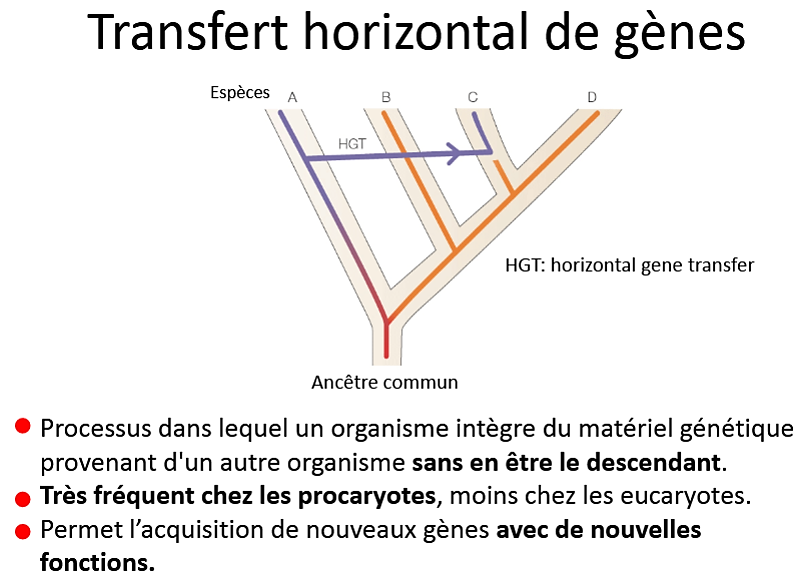 Transfert horizontal de gènes
Espèces A B C D
HGT
HGT: horizontal gene transfer
Ancêtre commun
Processus dans lequel un organisme intègre du matériel génétique
provenant d'un autre organisme sans en être le descendant.
Très fréquent chez les procaryotes, moins chez les eucaryotes.
Permet l’acquisition de nouveaux gènes avec de nouvelles
fonctions.